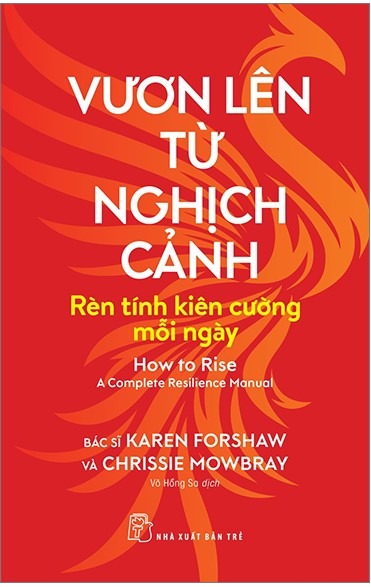 VƯƠN LÊN
TỪ
NGHỊCH
CẢNH
Rèn tính kiên cường
mỗi ngày
How to Rise
A Complete Resilience Manual
BÁC SĨ KAREN FORSHAW
VÀ CHRISSIE MOWBRAY
Võ Hồng Sa dịch
NHÀ XUẤT BẢN TRẺ